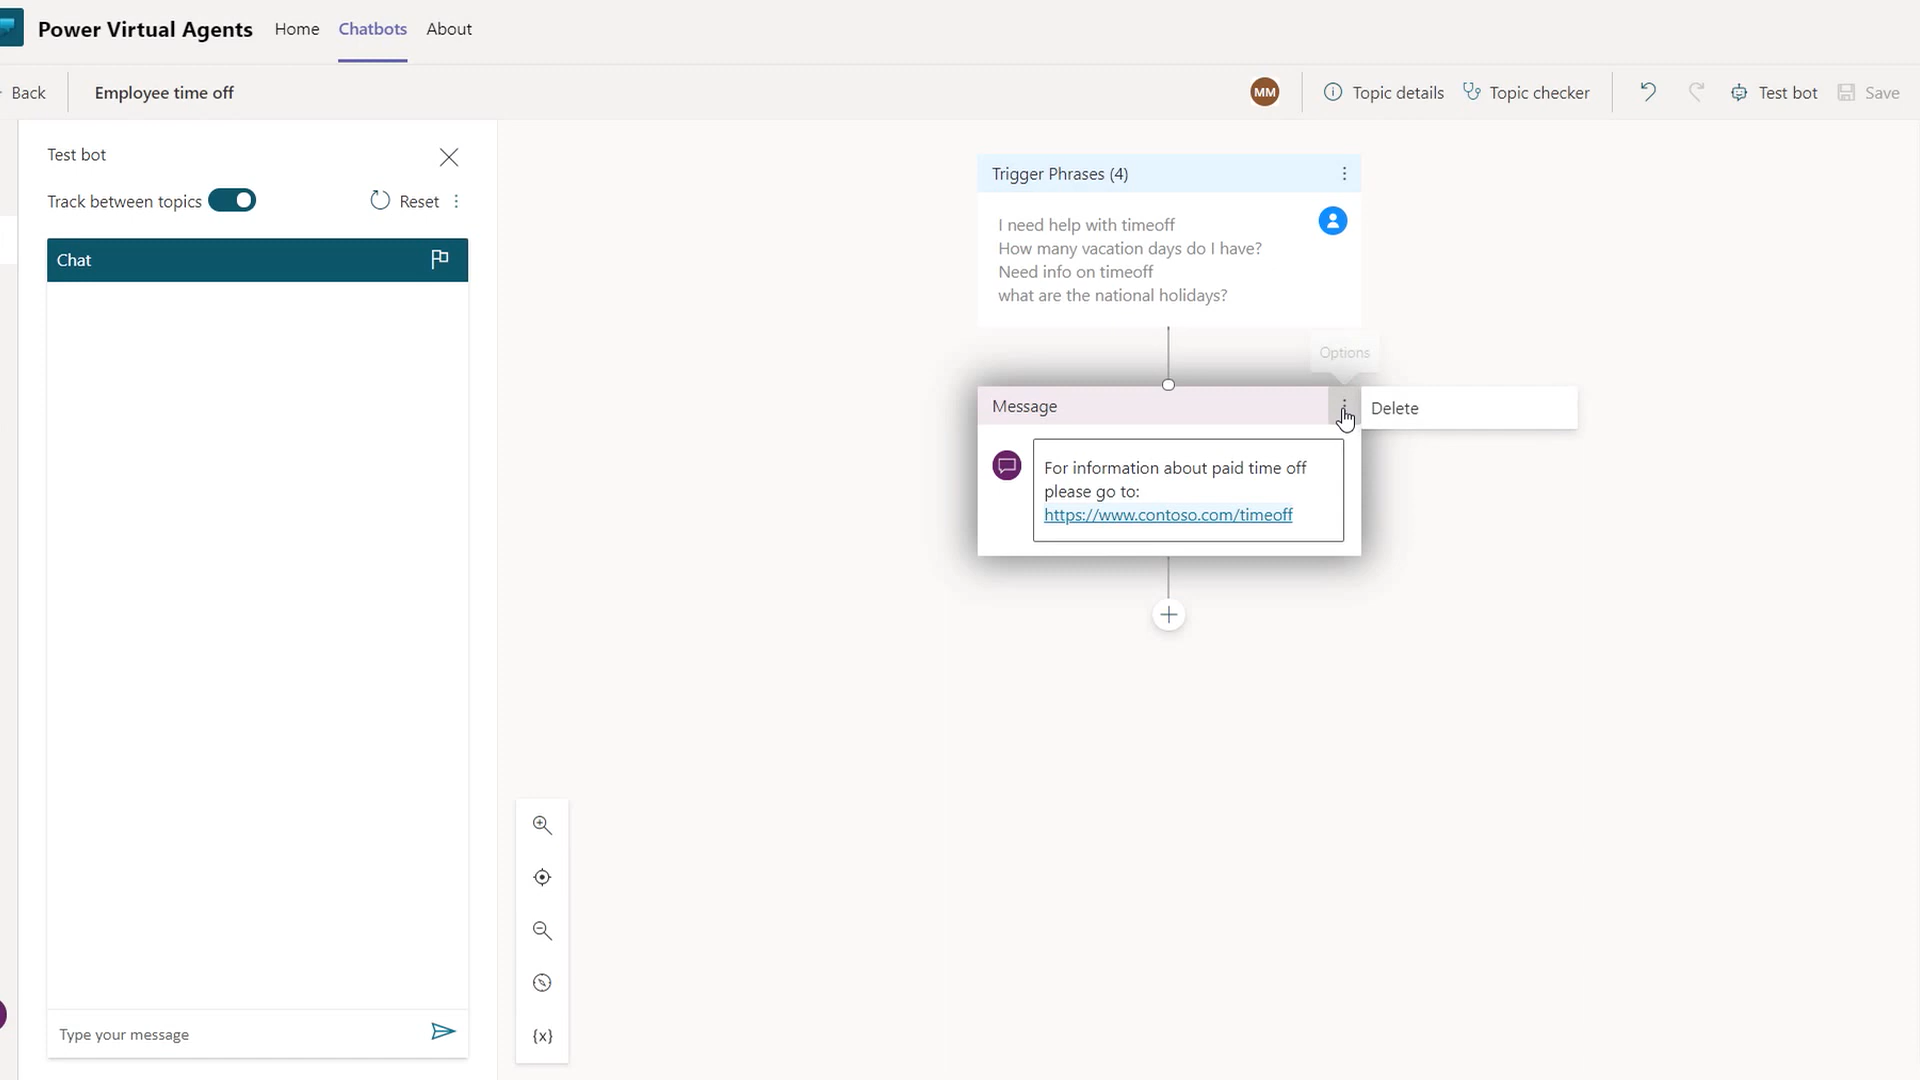 Power Virtual Agents
Home
Chatbots
About
Back
Employee time off
MM
Topic details
Topic checker
Test bot
Save
Test bot
Track between topics
Reset
Chat
Type your message
Trigger Phrases (4)
I need help with timeoff
How many vacation days do I have?
Need info on timeoff
what are the national holidays?
Options
Message
Delete
For information about paid time off
please go to:
https://www.contoso.com/timeoff
{x}